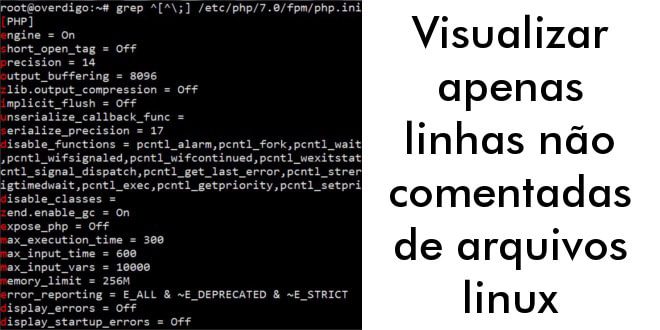 root@overdigo:~# grep ^[^\;] /etc/php/7.0/fpm/php.ini
[PHP]
engine = On
short_open_tag = Off
precision = 14
output_buffering = 8096
zlib.output_compression = Off
implicit_flush = Off
unserialize_callback_func =
serialize_precision = 17
disable_functions = pcntl_alarm,pcntl_fork,pcntl_wait
,pcntl_wifsignaled,pcntl_wifcontinued,pcntl_wexitstat
cntl_signal_dispatch,pcntl_get_last_error,pcntl_strer
igtimedwait,pcntl_exec,pcntl_getpriority,pcntl_setpri
disable_classes =
zend.enable_gc = On
expose_php = Off
max_execution_time = 300
max_input_time = 600
max_input_vars = 10000
memory_limit = 256M
error_reporting = E_ALL & ~E_DEPRECATED & ~E_STRICT
display_errors = Off
display_startup_errors = Off
Visualizar
apenas
linhas não
comentadas
de arquivos
linux